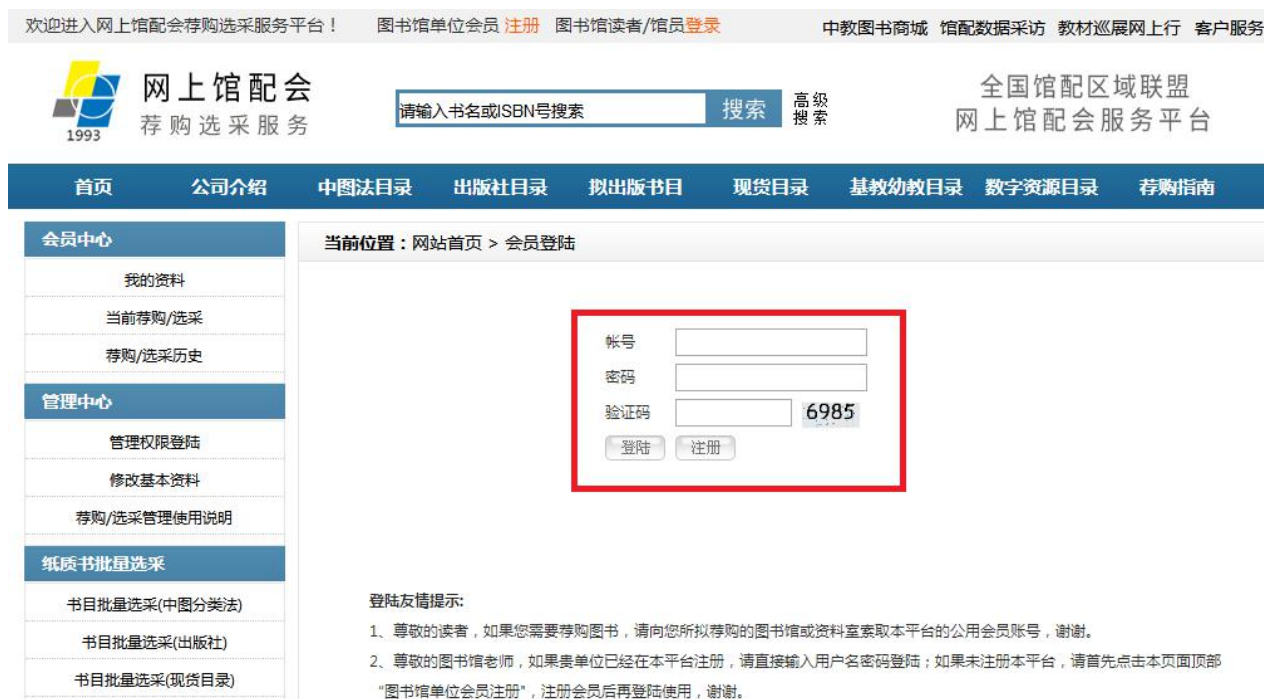 欢迎进入网上馆配会荐购选采服务平台！ 图书馆单位会员 注册 图书馆读者/馆员登录 中教图书商城 馆配数据采访 教材巡展网上行 客户服务
网上馆配会
荐购选采服务
1993
请输入书名或ISBN号搜索 搜索 高级搜索
全国馆配区域联盟
网上馆配会服务平台
首页 公司介绍 中图法目录 出版社目录 拟出版书目 现货目录 基教幼教目录 数字资源目录 荐购指南
会员中心
我的资料
当前荐购/选采
荐购/选采历史
管理中心
管理权限登陆
修改基本资料
荐购/选采管理使用说明
纸质书批量选采
书目批量选采(中图分类法)
书目批量选采(出版社)
书目批量选采(现货目录)
当前位置：网站首页 > 会员登陆
帐号
密码
验证码 6985
登陆 注册
登陆友情提示:
1、尊敬的读者，如果您需要荐购图书，请向您所拟荐购的图书馆或资料室索取本平台的公用会员账号，谢谢。
2、尊敬的图书馆老师，如果贵单位已经在本平台注册，请直接输入用户名密码登陆；如果未注册本平台，请首先点击本页面顶部
"图书馆单位会员注册"，注册会员后再登陆使用，谢谢。